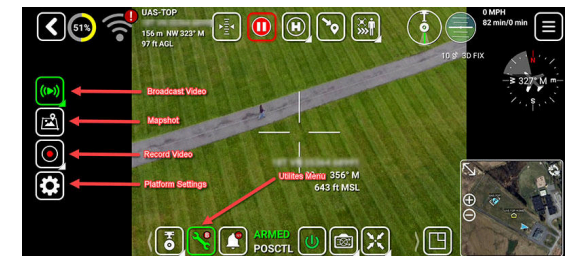 UAS-TOP
51%
156 m NW 323° M
97 ft AGL
H
0 MPH
82 min/0 min
10 3D FIX
N
327° M
S
Broadcast Video
Mapshot
Record Video
Platform Settings
Utilites Menu
356° M
643 ft MSL
ARMED
POSCTL